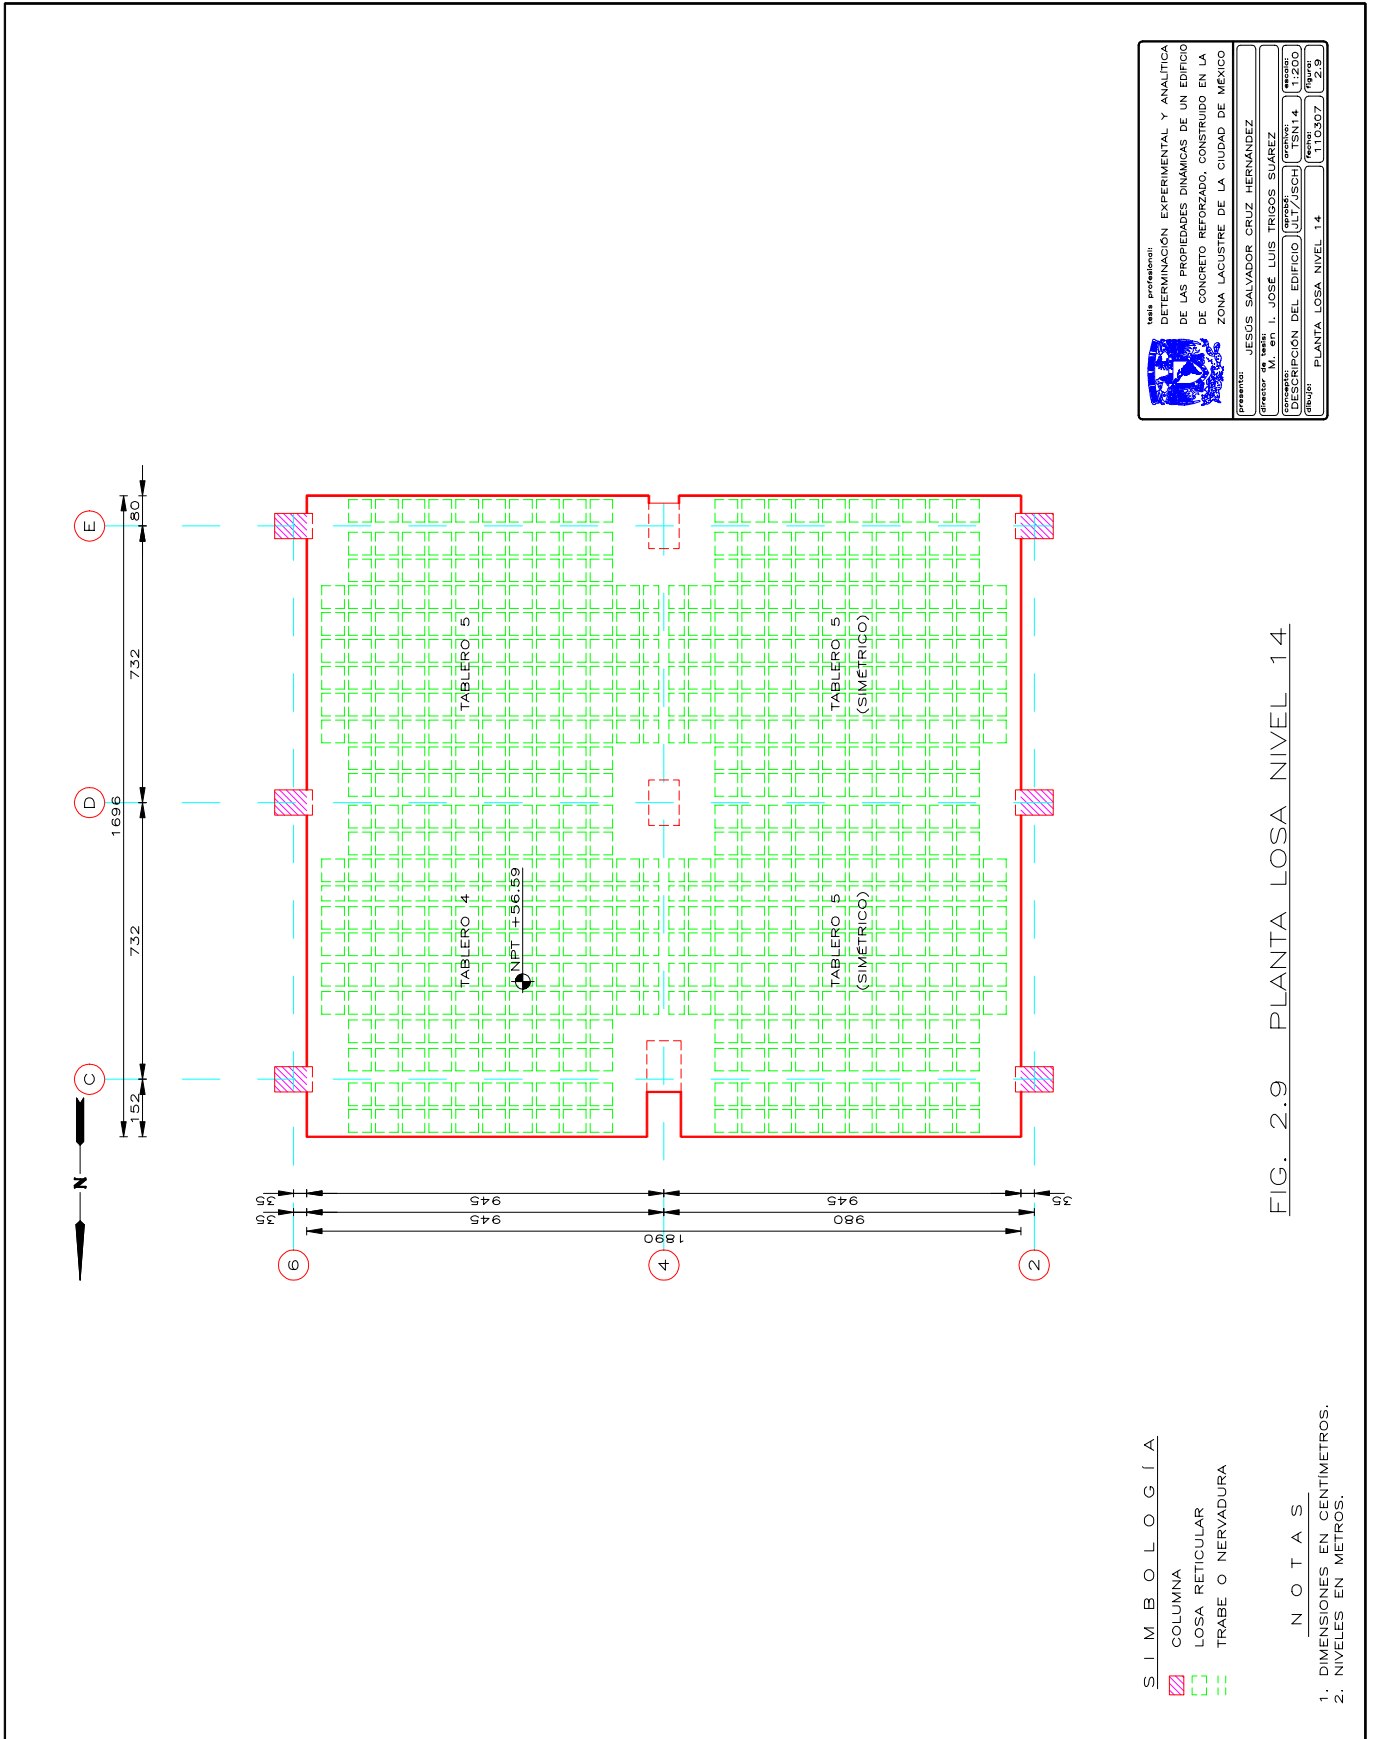 tesis profesional:
DETERMINACIÓN EXPERIMENTAL Y ANALÍTICA
DE LAS PROPIEDADES DINÁMICAS DE UN EDIFICIO
DE CONCRETO REFORZADO, CONSTRUIDO EN LA
ZONA LACUSTRE DE LA CIUDAD DE MÉXICO
presenta:
JESÚS SALVADOR CRUZ HERNÁNDEZ
director de tesis:
M. en I. JOSÉ LUIS TRIGOS SUÁREZ
concepto:
DESCRIPCIÓN DEL EDIFICIO
aprobó:
JLT/JSCH
archivo:
TSN14
escala:
1:200
dibujo:
PLANTA LOSA NIVEL 14
fecha:
110307
figura:
2.9
N
C
D
E
1696
152
732
732
80
6
4
2
35
945
945
35
35
945
980
1890
TABLERO 4
NPT +56.59
TABLERO 5
TABLERO 5
(SIMÉTRICO)
TABLERO 5
(SIMÉTRICO)
FIG. 2.9 PLANTA LOSA NIVEL 14
SIMBOLOGÍA
COLUMNA
LOSA RETICULAR
TRABE O NERVADURA
NOTAS
1. DIMENSIONES EN CENTÍMETROS.
2. NIVELES EN METROS.